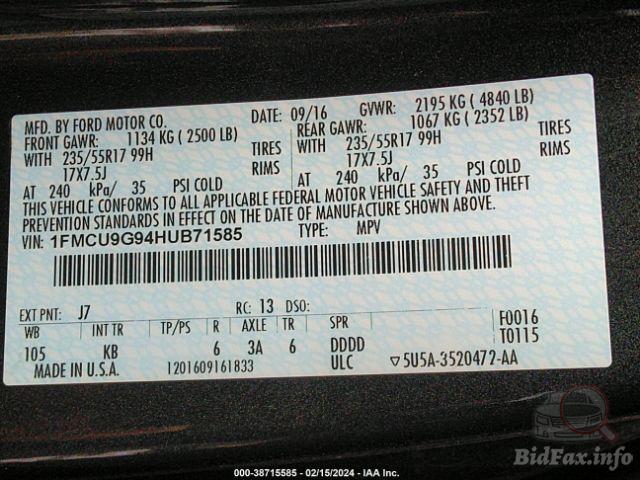 MFD. BY FORD MOTOR CO. DATE: 09/16 GVWR: 2195 KG ( 4840 LB)
FRONT GAWR: 1134 KG ( 2500 LB) REAR GAWR: 1067 KG ( 2352 LB)
WITH 235/55R17 99H TIRES WITH 235/55R17 99H TIRES
17X7.5J RIMS 17X7.5J RIMS
AT 240 kPa/ 35 PSI COLD AT 240 kPa/ 35 PSI COLD
THIS VEHICLE CONFORMS TO ALL APPLICABLE FEDERAL MOTOR VEHICLE SAFETY AND THEFT
PREVENTION STANDARDS IN EFFECT ON THE DATE OF MANUFACTURE SHOWN ABOVE.
VIN: 1FMCU9G94HUB71585 TYPE: MPV
EXT PNT: J7 RC: 13 DSO: F0016
WB INT TR TP/PS R AXLE TR SPR T0115
105 KB 6 3A 6 DDDD
MADE IN U.S.A. 1201609161833 ULC ▽5U5A-3520472-AA
BidFax.info
000-38715585 - 02/15/2024 - IAA Inc.